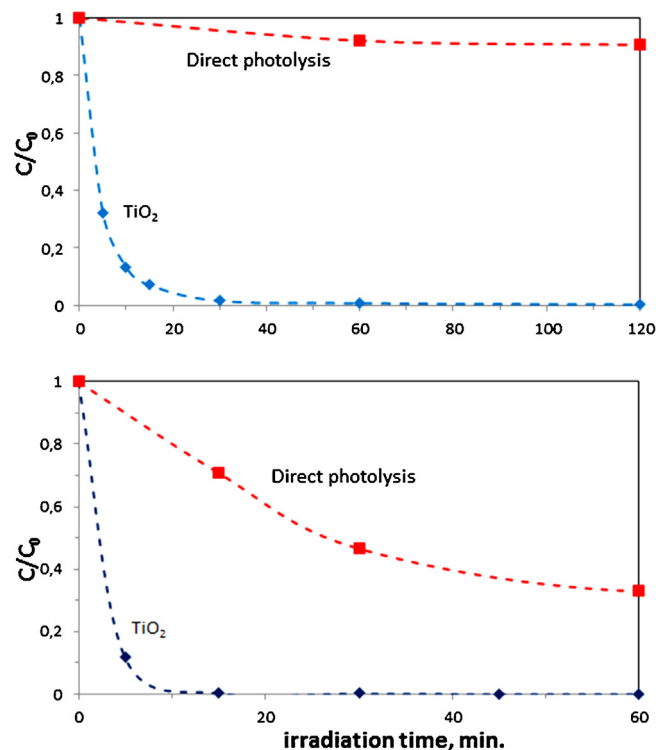 1
0,8
0,6
0,4
0,2
0
C/C₀
Direct photolysis
TiO₂
0 20 40 60 80 100 120
1
0,8
0,6
0,4
0,2
0
C/C₀
Direct photolysis
TiO₂
0 20 40 60
irradiation time, min.